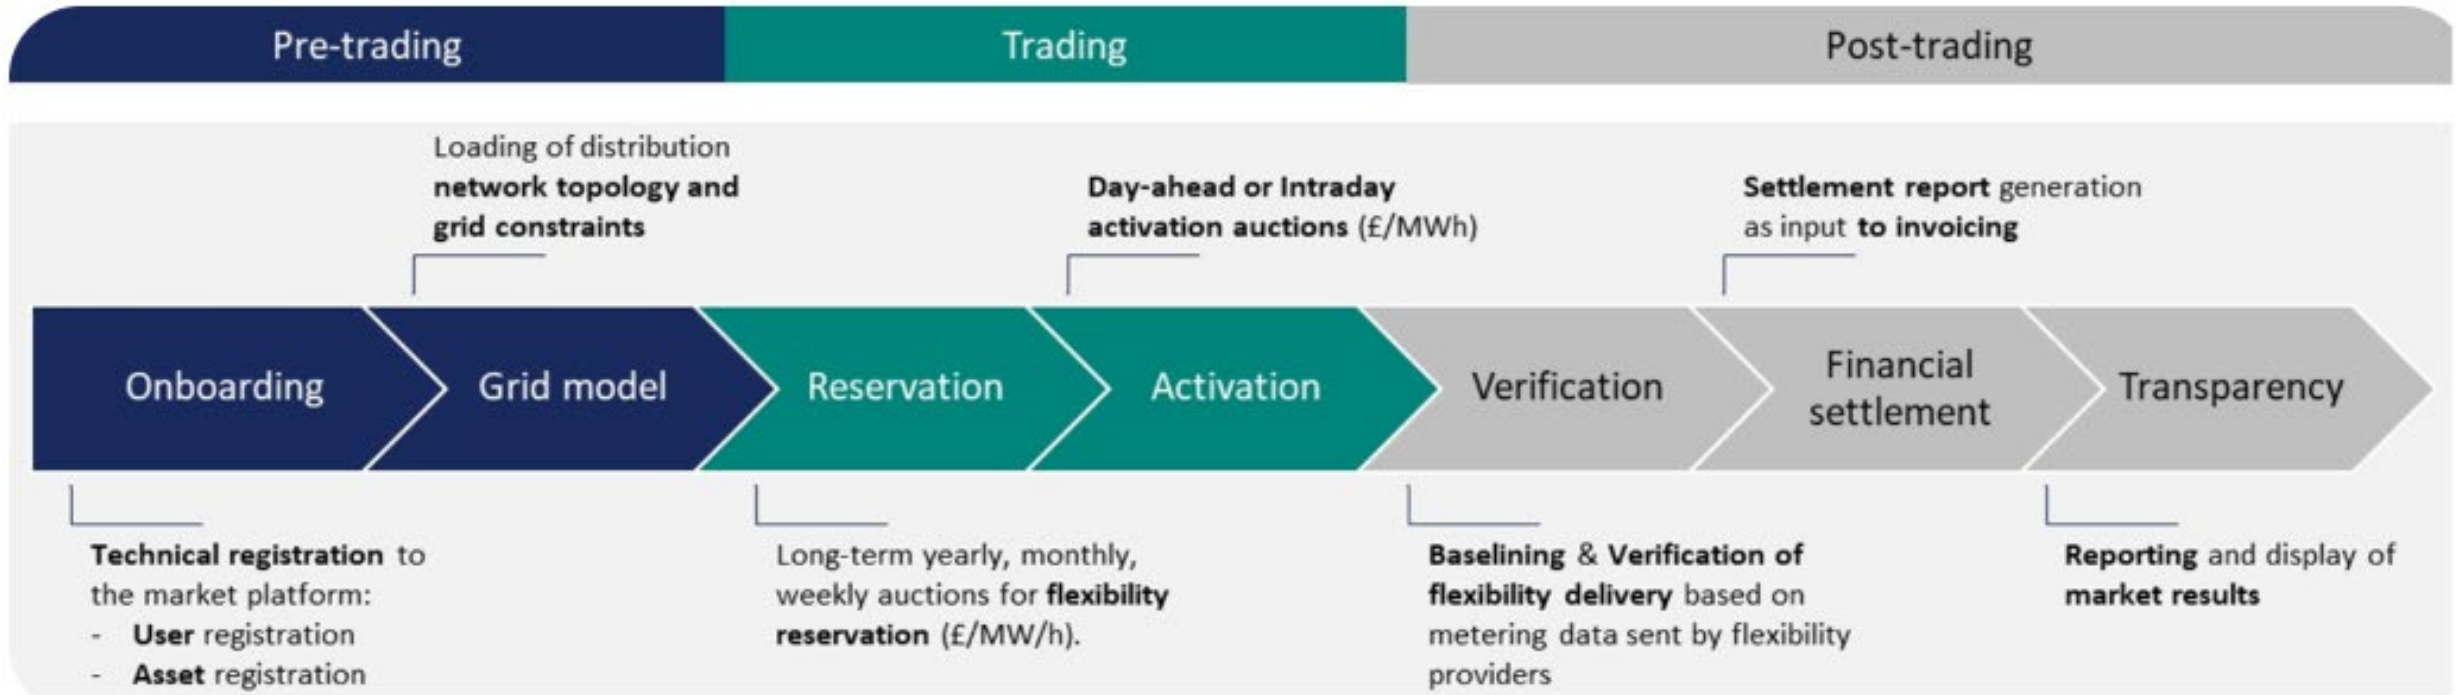 Pre-trading
Trading
Post-trading
Loading of distribution
network topology and
grid constraints
Day-ahead or Intraday
activation auctions (£/MWh)
Settlement report generation
as input to invoicing
Onboarding
Grid model
Reservation
Activation
Verification
Financial
settlement
Transparency
Technical registration to
the market platform:
- User registration
- Asset registration
Long-term yearly, monthly,
weekly auctions for flexibility
reservation (£/MW/h).
Baselining & Verification of
flexibility delivery based on
metering data sent by flexibility
providers
Reporting and display of
market results